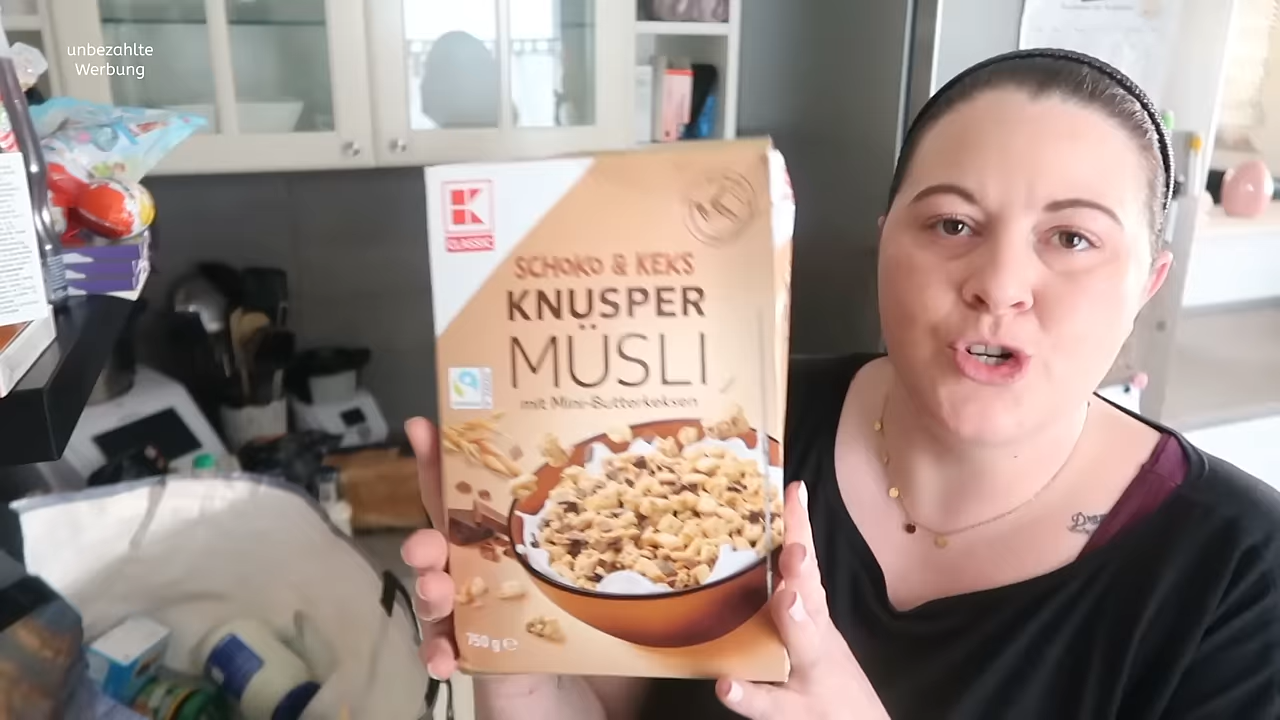 unbezahlte
Werbung
K
CLASSIC
SCHOKO & KEKS
KNUSPER
MÜSLI
mit Mini-Butterkeksen
750 g e